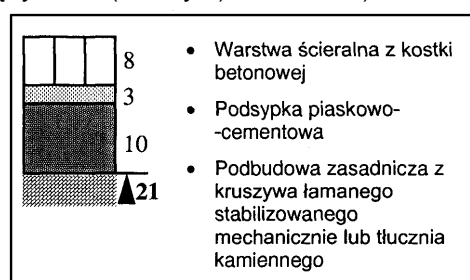 8
3
10
21
• Warstwa ścieralna z kostki
betonowej
• Podsypka piaskowo-
-cementowa
• Podbudowa zasadnicza z
kruszywa łamanego
stabilizowanego
mechanicznie lub tłucznia
kamiennego